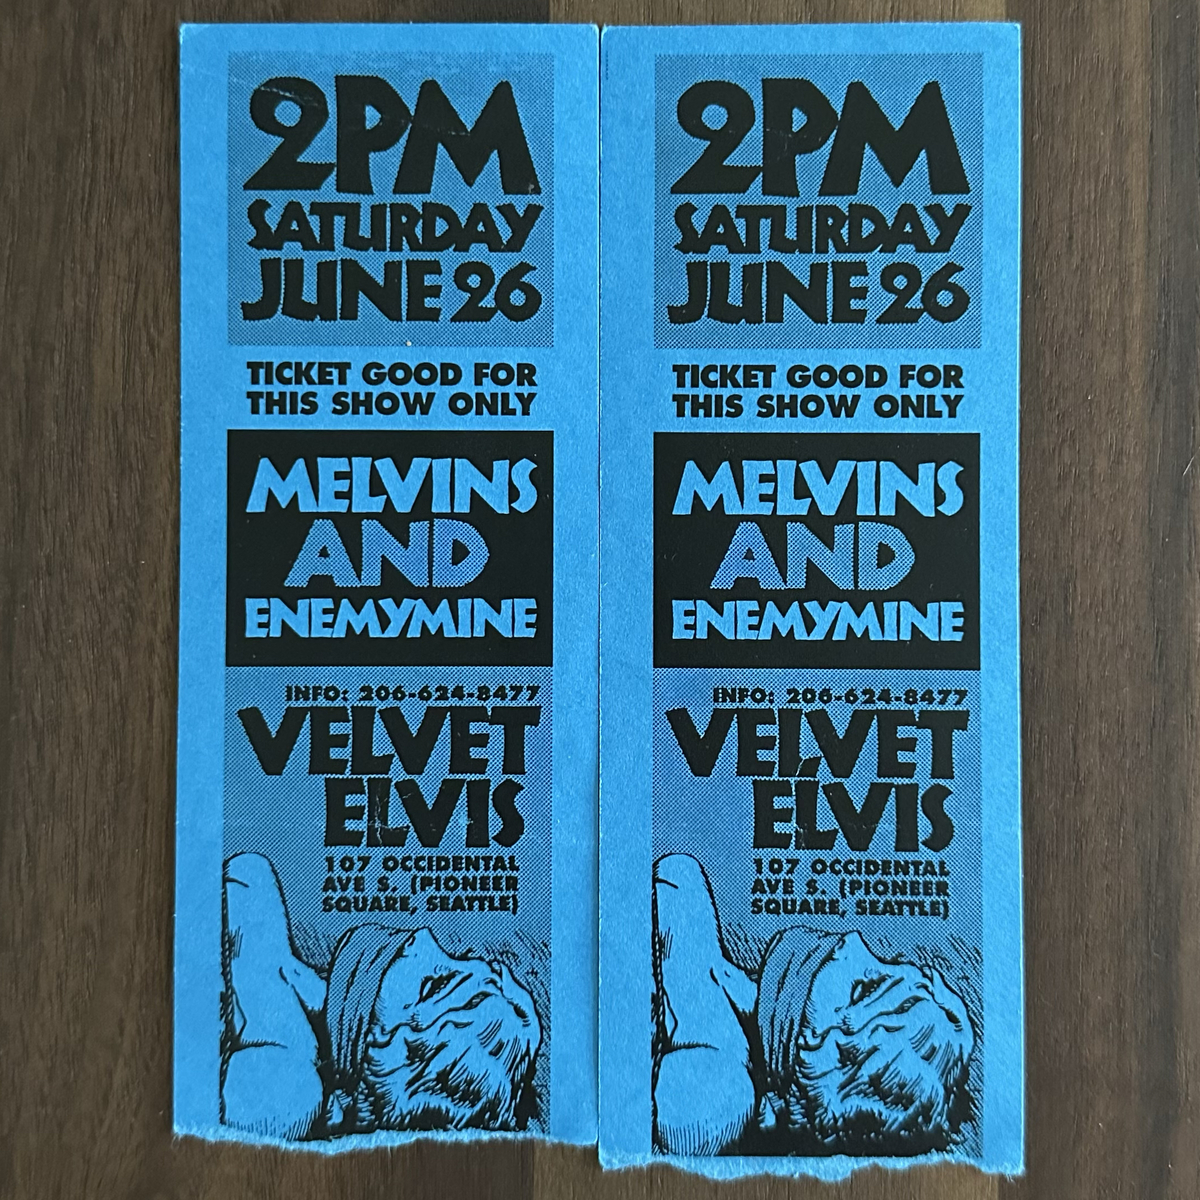 2PM
SATURDAY
JUNE 26
TICKET GOOD FOR
THIS SHOW ONLY
MELVINS
AND
ENEMYMINE
INFO: 206-624-8477
VELVET
ELVIS
107 OCCIDENTAL
AVE S. (PIONEER
SQUARE, SEATTLE)
2PM
SATURDAY
JUNE 26
TICKET GOOD FOR
THIS SHOW ONLY
MELVINS
AND
ENEMYMINE
INFO: 206-624-8477
VELVET
ELVIS
107 OCCIDENTAL
AVE S. (PIONEER
SQUARE, SEATTLE)